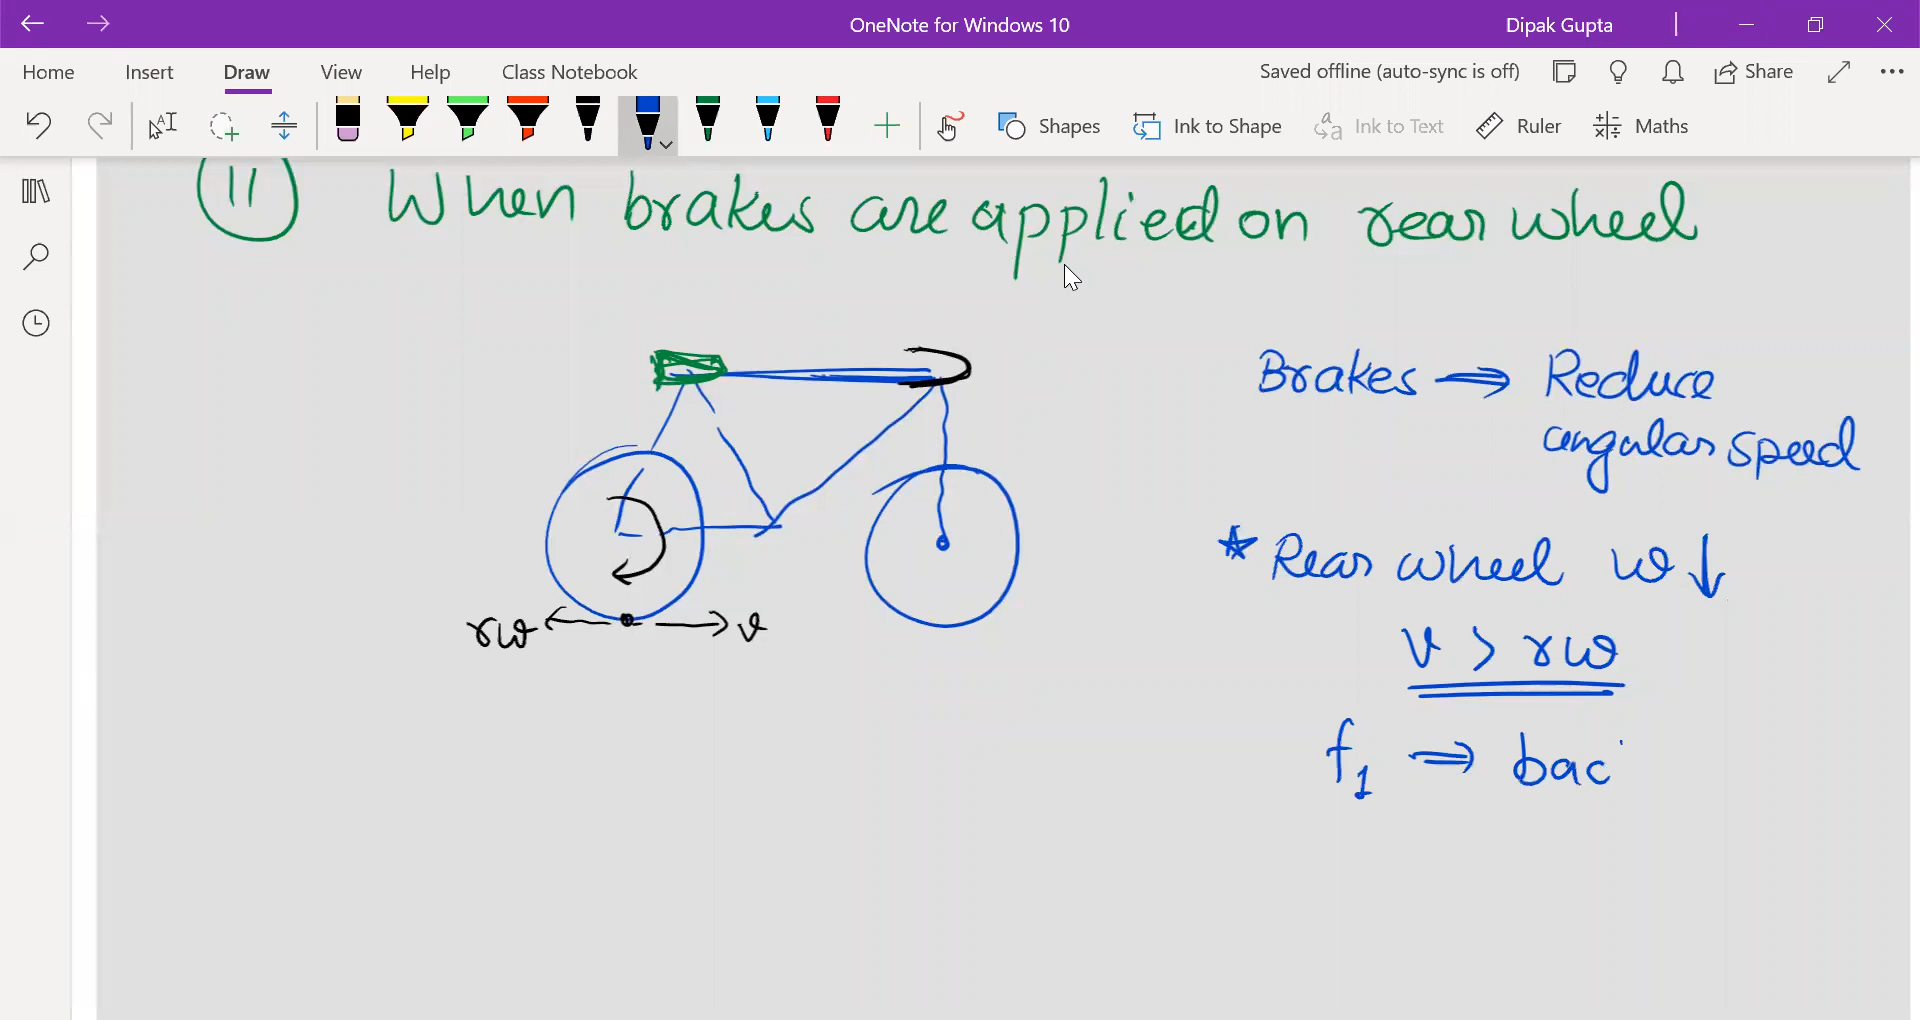 OneNote for Windows 10
Dipak Gupta
Home Insert Draw View Help Class Notebook
Saved offline (auto-sync is off) Share
Shapes Ink to Shape Ink to Text Ruler Maths
11 When brakes are applied on rear wheel
Brakes ⟹ Reduce
angular speed
* Rear wheel ω ↓
v > rω
f₁ ⟹ bac
rω ← → v